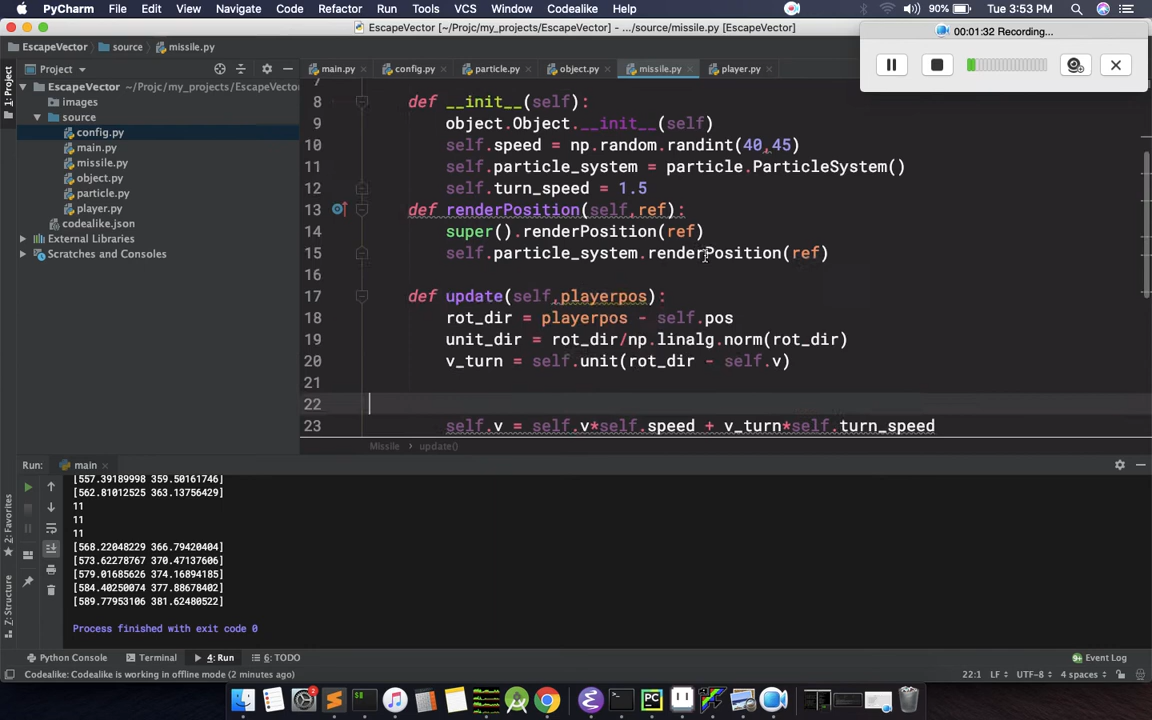 PyCharm File Edit View Navigate Code Refactor Run Tools VCS Window Codealike Help 90% Tue 3:53 PM
EscapeVector [~/Projc/my_projects/EscapeVector] - .../source/missile.py [EscapeVector]
00:01:32 Recording...
EscapeVector source missile.py
Project main.py config.py particle.py object.py missile.py player.py
1: Project
EscapeVector ~/Projc/my_projects/EscapeVector
images
source
config.py
main.py
missile.py
object.py
particle.py
player.py
codealike.json
External Libraries
Scratches and Consoles
7
8 def __init__(self):
9 object.Object.__init__(self)
10 self.speed = np.random.randint(40,45)
11 self.particle_system = particle.ParticleSystem()
12 self.turn_speed = 1.5
13 def renderPosition(self,ref):
14 super().renderPosition(ref)
15 self.particle_system.renderPosition(ref)
16
17 def update(self,playerpos):
18 rot_dir = playerpos - self.pos
19 unit_dir = rot_dir/np.linalg.norm(rot_dir)
20 v_turn = self.unit(rot_dir - self.v)
21
22
23 self.v = self.v*self.speed + v_turn*self.turn_speed
Missile › update()
Run: main
[557.39189998 359.50161746]
[562.81012525 363.13756429]
11
11
11
[568.22048229 366.79420404]
[573.62278767 370.47137606]
[579.01685626 374.16894185]
[584.40250074 377.88678402]
[589.77953106 381.62480522]
Process finished with exit code 0
2: Favorites
7: Structure
Python Console Terminal 4: Run 6: TODO Event Log
Codealike: Codealike is working in offline mode (2 minutes ago) 22:1 LF UTF-8 4 spaces
2
PC